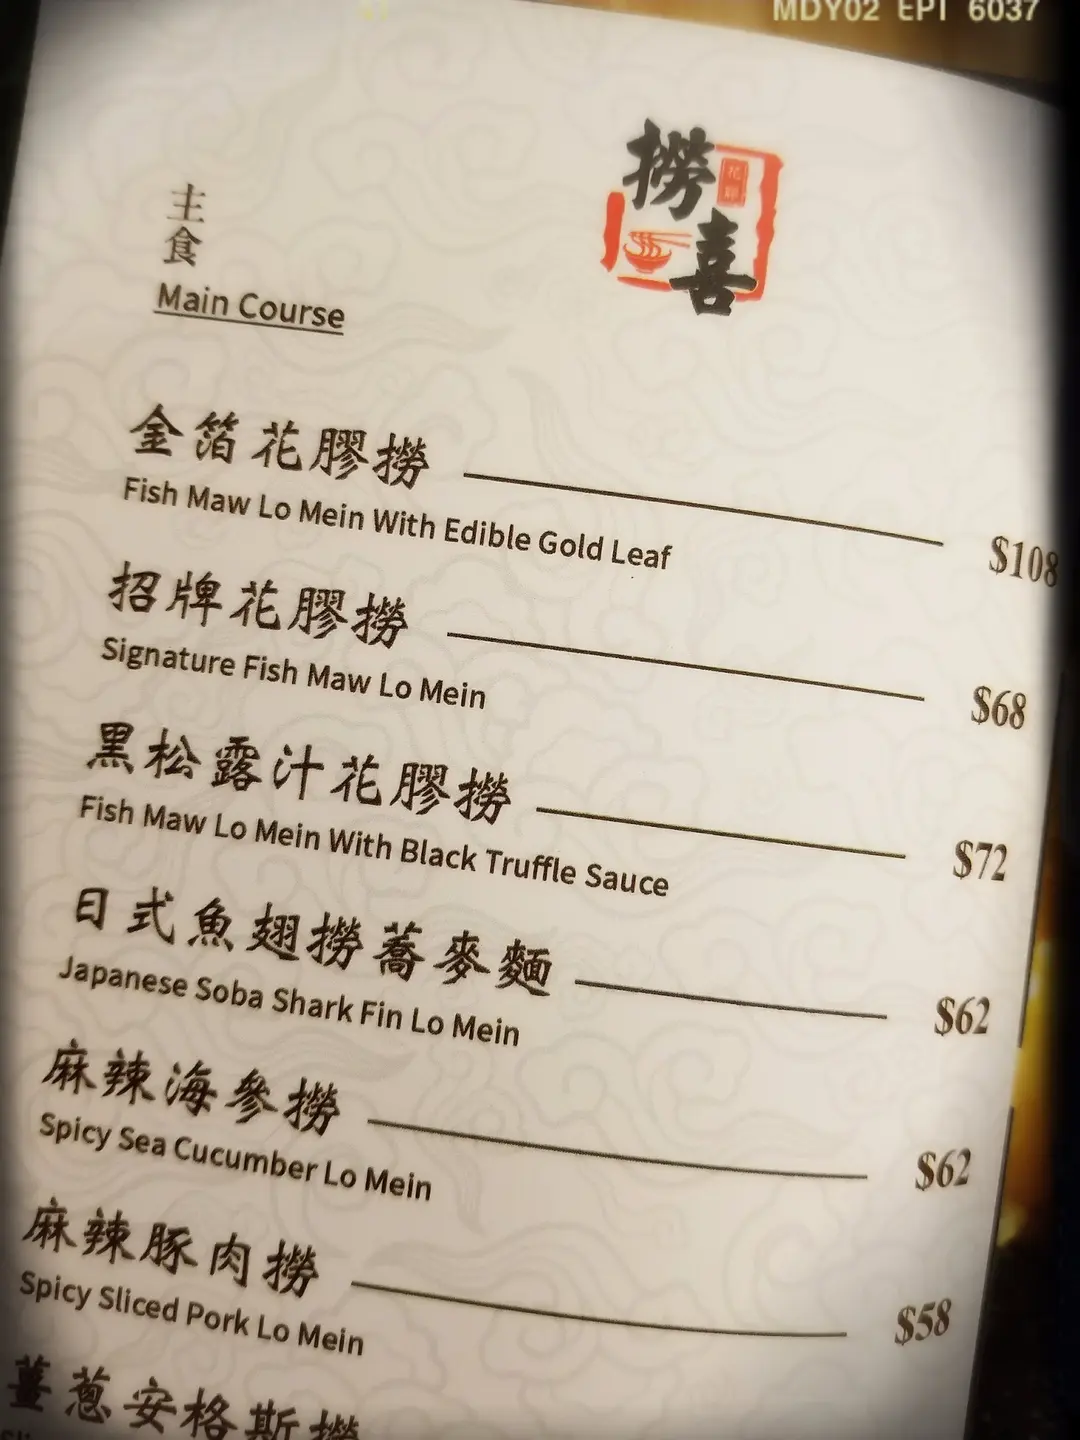 MDY02 EPI 6037
撈喜
主食
Main Course
金箔花膠撈 $108
Fish Maw Lo Mein With Edible Gold Leaf
招牌花膠撈 $68
Signature Fish Maw Lo Mein
黑松露汁花膠撈 $72
Fish Maw Lo Mein With Black Truffle Sauce
日式魚翅撈蕎麥麵 $62
Japanese Soba Shark Fin Lo Mein
麻辣海參撈 $62
Spicy Sea Cucumber Lo Mein
麻辣豚肉撈 $58
Spicy Sliced Pork Lo Mein
薑蔥安格斯撈